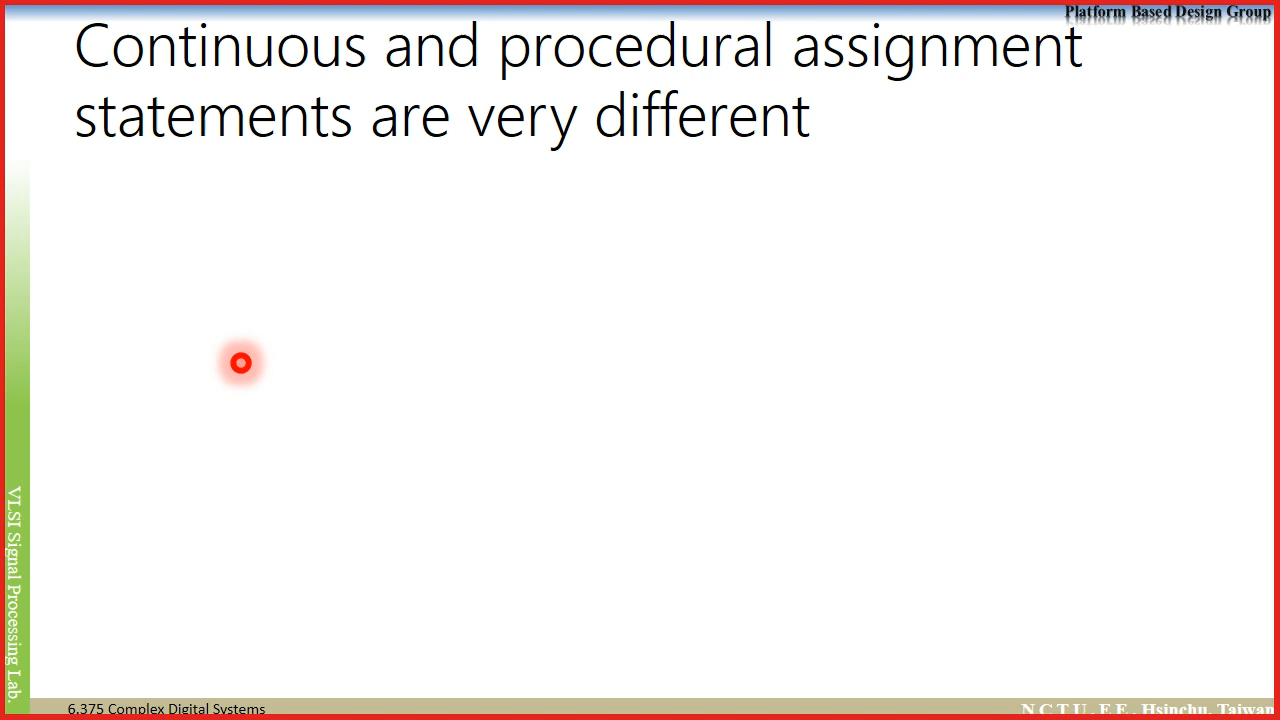 Platform Based Design Group
Continuous and procedural assignment
statements are very different
VLSI Signal Processing Lab.
6.375 Complex Digital Systems
N C T U . E E . Hsinchu, Taiwan